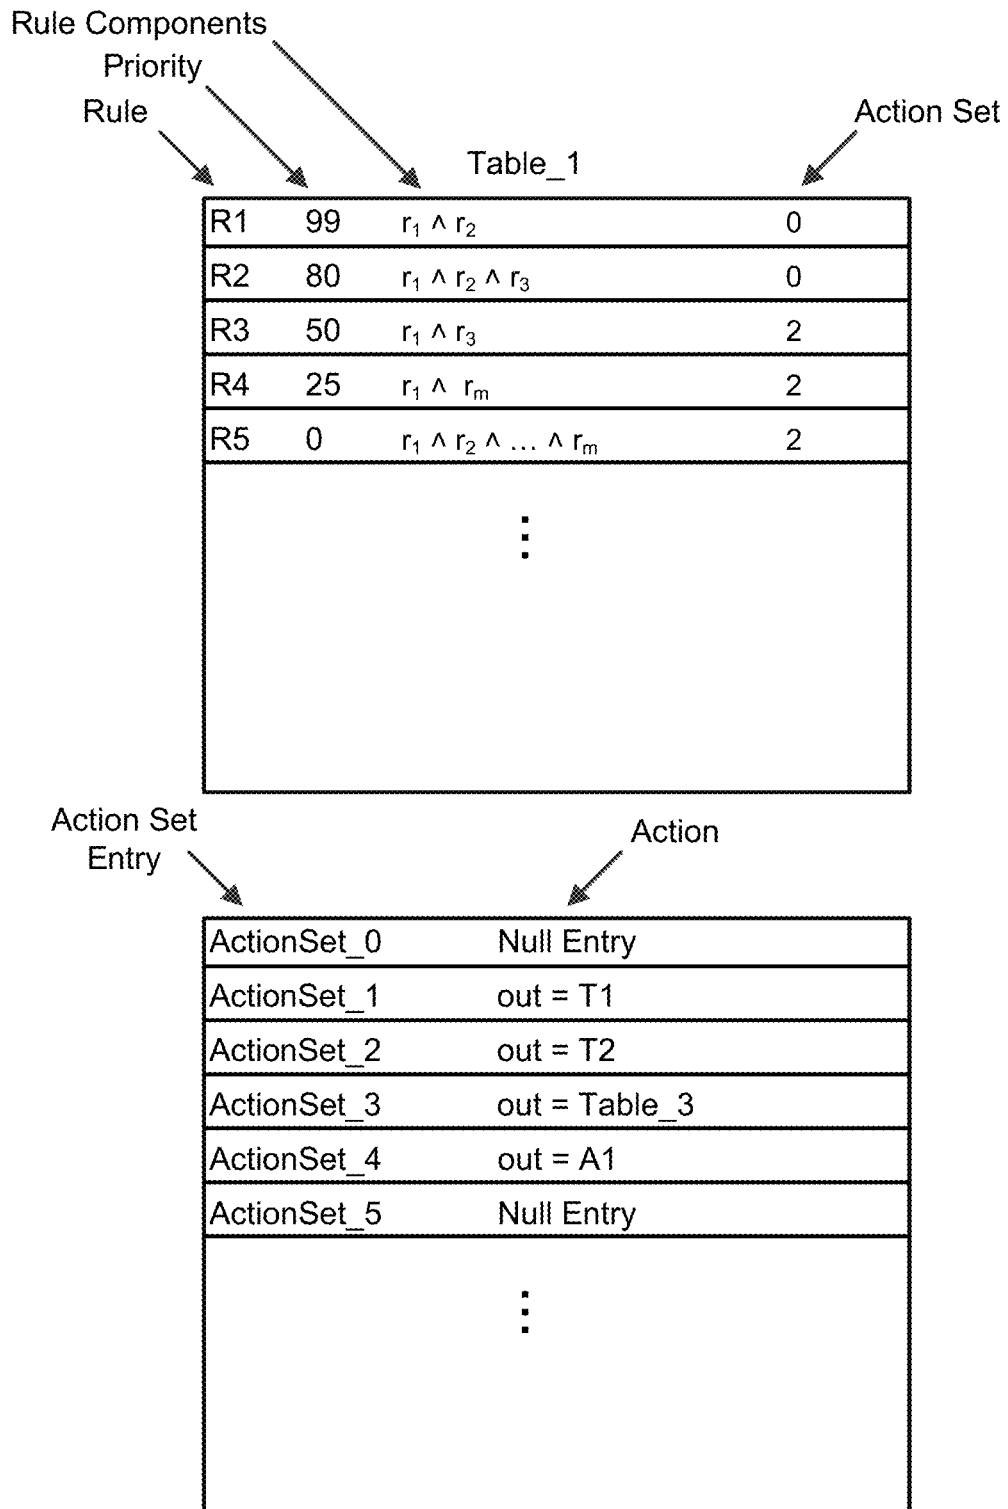 Rule Components
Priority
Rule
Action Set
Table_1
R1 99 r₁ ∧ r₂ 0
R2 80 r₁ ∧ r₂ ∧ r₃ 0
R3 50 r₁ ∧ r₃ 2
R4 25 r₁ ∧ rₘ 2
R5 0 r₁ ∧ r₂ ∧ … ∧ rₘ 2
⋮
Action Set
Entry
Action
ActionSet_0 Null Entry
ActionSet_1 out = T1
ActionSet_2 out = T2
ActionSet_3 out = Table_3
ActionSet_4 out = A1
ActionSet_5 Null Entry
⋮